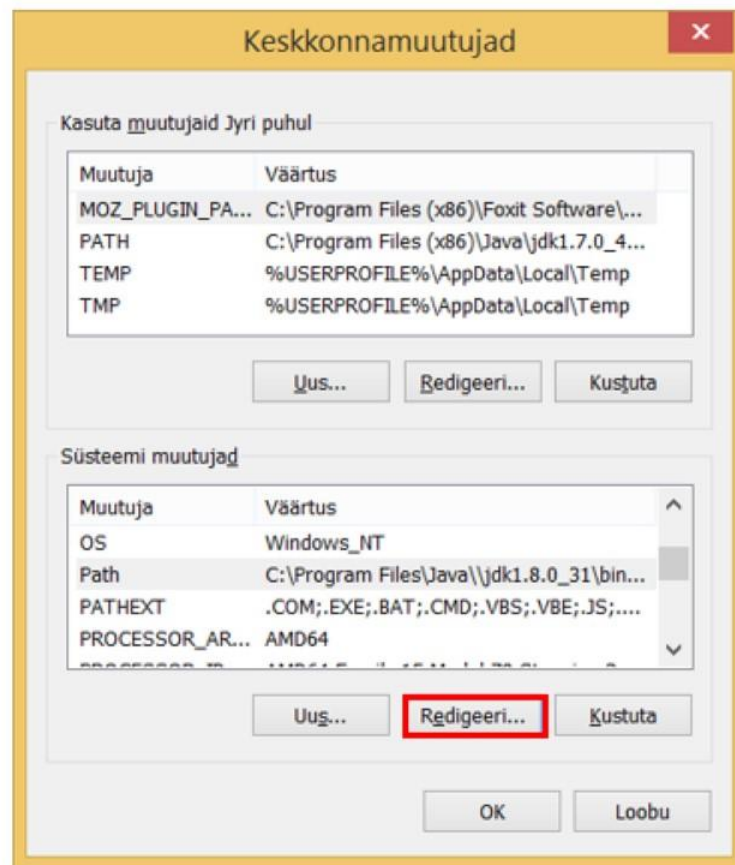 Keskkonnamuutujad
Kasuta muutujaid Jyri puhul
Muutuja Väärtus
MOZ_PLUGIN_PA... C:\Program Files (x86)\Foxit Software\...
PATH C:\Program Files (x86)\Java\jdk1.7.0_4...
TEMP %USERPROFILE%\AppData\Local\Temp
TMP %USERPROFILE%\AppData\Local\Temp
Uus... Redigeeri... Kustuta
Süsteemi muutujad
Muutuja Väärtus
OS Windows_NT
Path C:\Program Files\Java\\jdk1.8.0_31\bin...
PATHEXT .COM;.EXE;.BAT;.CMD;.VBS;.VBE;.JS;....
PROCESSOR_AR... AMD64
Uus... Redigeeri... Kustuta
OK Loobu